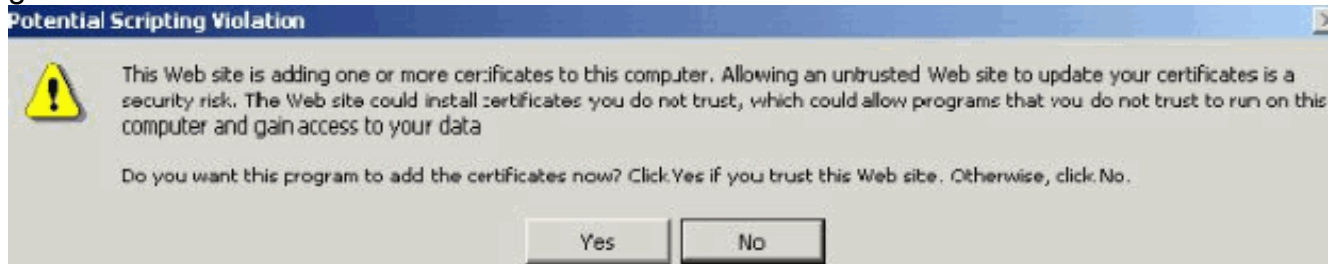 Potential Scripting Violation
This Web site is adding one or more certificates to this computer. Allowing an untrusted Web site to update your certificates is a
security risk. The Web site could install certificates you do not trust, which could allow programs that you do not trust to run on this
computer and gain access to your data
Do you want this program to add the certificates now? Click Yes if you trust this Web site. Otherwise, click No.
Yes No